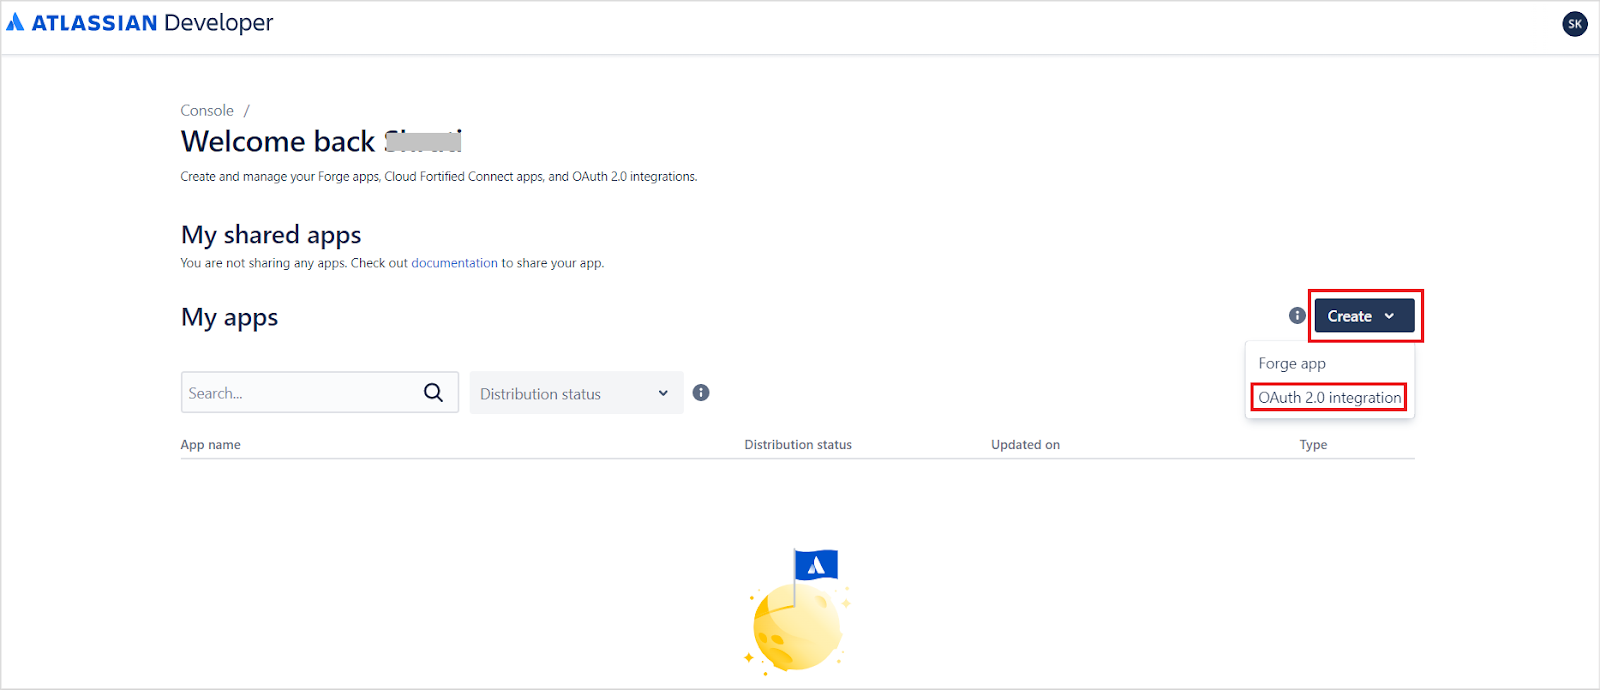 ATLASSIAN Developer
SK
Console /
Welcome back
Create and manage your Forge apps, Cloud Fortified Connect apps, and OAuth 2.0 integrations.
My shared apps
You are not sharing any apps. Check out documentation to share your app.
My apps
Create
Forge app
OAuth 2.0 integration
Search...
Distribution status
App name Distribution status Updated on Type